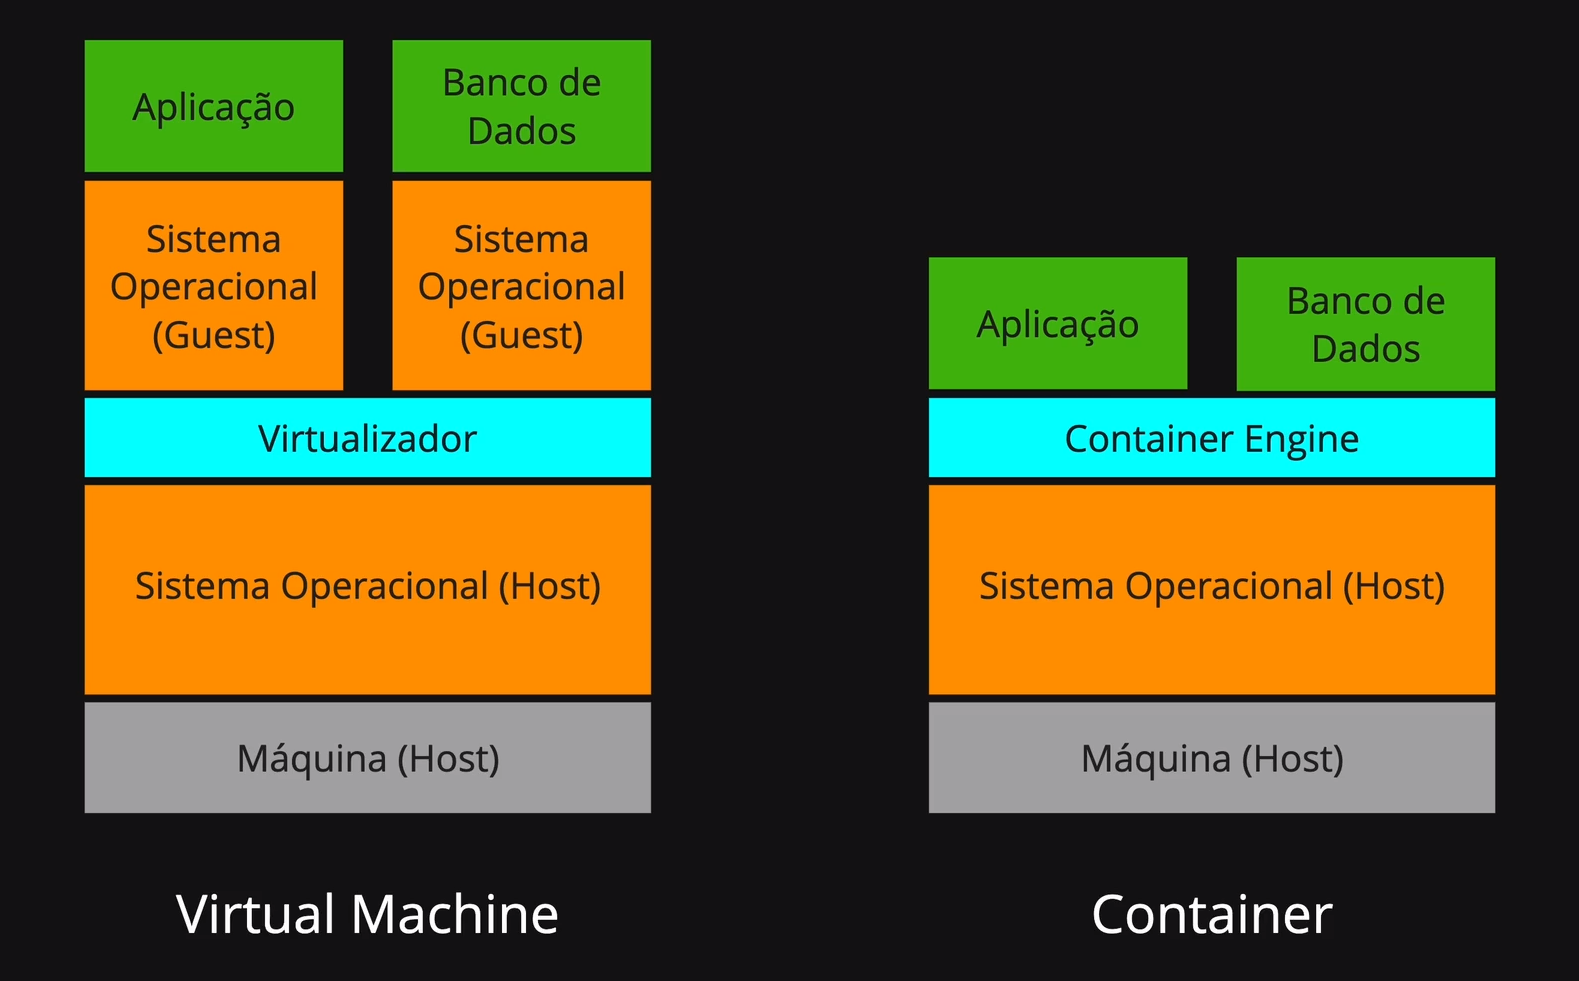 Aplicação
Banco de
Dados
Sistema
Operacional
(Guest)
Sistema
Operacional
(Guest)
Virtualizador
Sistema Operacional (Host)
Máquina (Host)
Virtual Machine
Aplicação
Banco de
Dados
Container Engine
Sistema Operacional (Host)
Máquina (Host)
Container